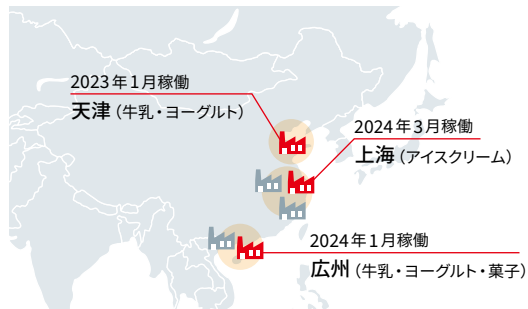 2023年1月稼働
天津（牛乳・ヨーグルト）
2024年3月稼働
上海（アイスクリーム）
2024年1月稼働
広州（牛乳・ヨーグルト・菓子）